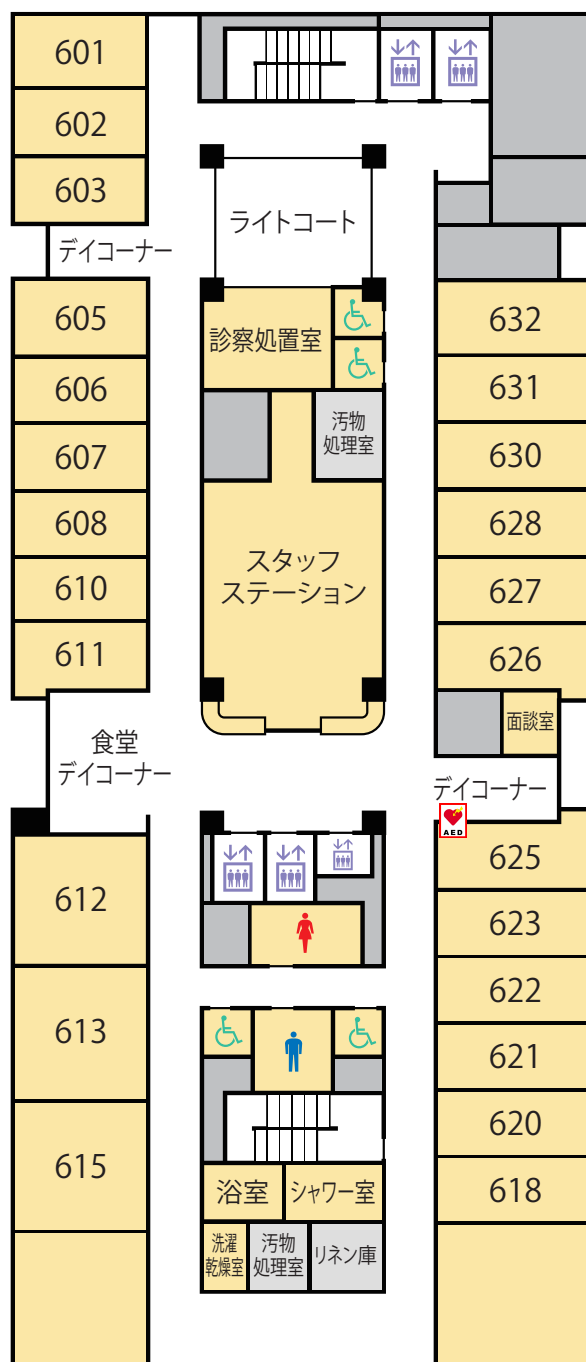 601
602
603
ライトコート
デイコーナー
605
診察処置室
632
606
631
汚物
処理室
607
630
608
628
スタッフ
ステーション
610
627
611
626
面談室
食堂
デイコーナー
デイコーナー
AED
612
625
623
613
622
621
615
620
浴室
シャワー室
618
洗濯
乾燥室
汚物
処理室
リネン庫